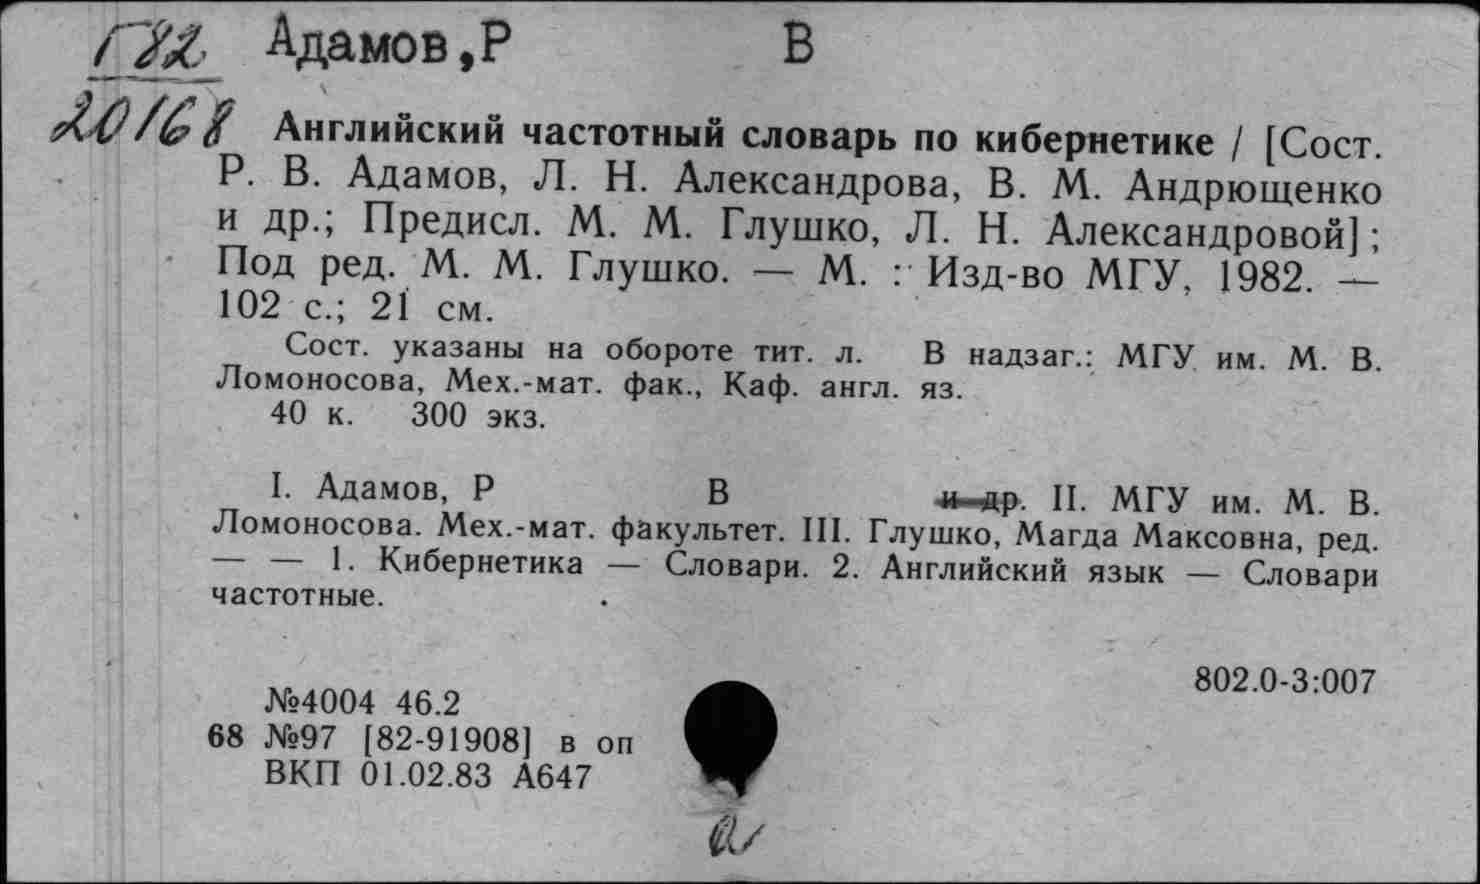 Адамов,Р В
20168 Английский частотный словарь по кибернетике / [Сост.
Р. В. Адамов, Л. Н. Александрова, В. М. Андрющенко
и др.; Предисл. М. М. Глушко, Л. Н. Александровой] ;
Под ред. М. М. Глушко. — М. : Изд-во МГУ, 1982. —
102 с.; 21 см.
Сост. указаны на обороте тит. л. В надзаг.: МГУ им. М. В.
Ломоносова, Мех.-мат. фак., Каф. англ. яз.
40 к. 300 экз.
I. Адамов, Р В и др. II. МГУ им. М. В.
Ломоносова. Мех.-мат. факультет. III. Глушко, Магда Максовна, ред.
— — 1. Кибернетика — Словари. 2. Английский язык — Словари
частотные.
802.0-3:007
№4004 46.2
68 №97 [82-91908] в оп
ВКП 01.02.83 А647